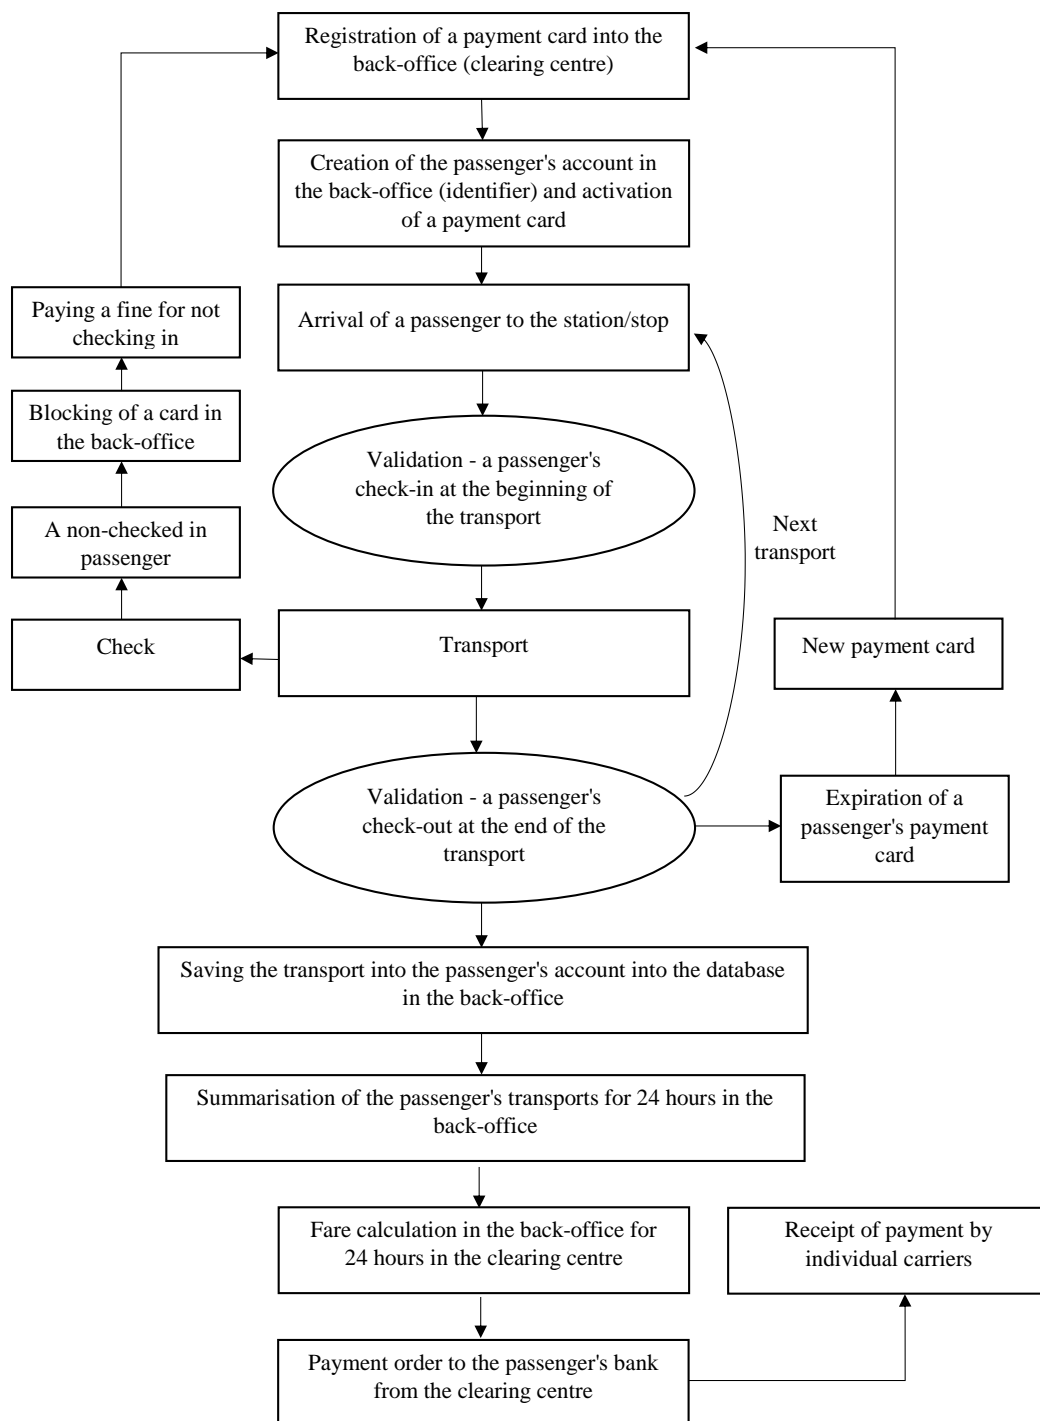 Registration of a payment card into the
back-office (clearing centre)
Creation of the passenger's account in
the back-office (identifier) and activation
of a payment card
Paying a fine for not
checking in
Arrival of a passenger to the station/stop
Blocking of a card in
the back-office
Validation - a passenger's
check-in at the beginning of
the transport
A non-checked in
passenger
Next
transport
Check
Transport
New payment card
Validation - a passenger's
check-out at the end of the
transport
Expiration of a
passenger's payment
card
Saving the transport into the passenger's account into the database
in the back-office
Summarisation of the passenger's transports for 24 hours in the
back-office
Fare calculation in the back-office for
24 hours in the clearing centre
Receipt of payment by
individual carriers
Payment order to the passenger's bank
from the clearing centre